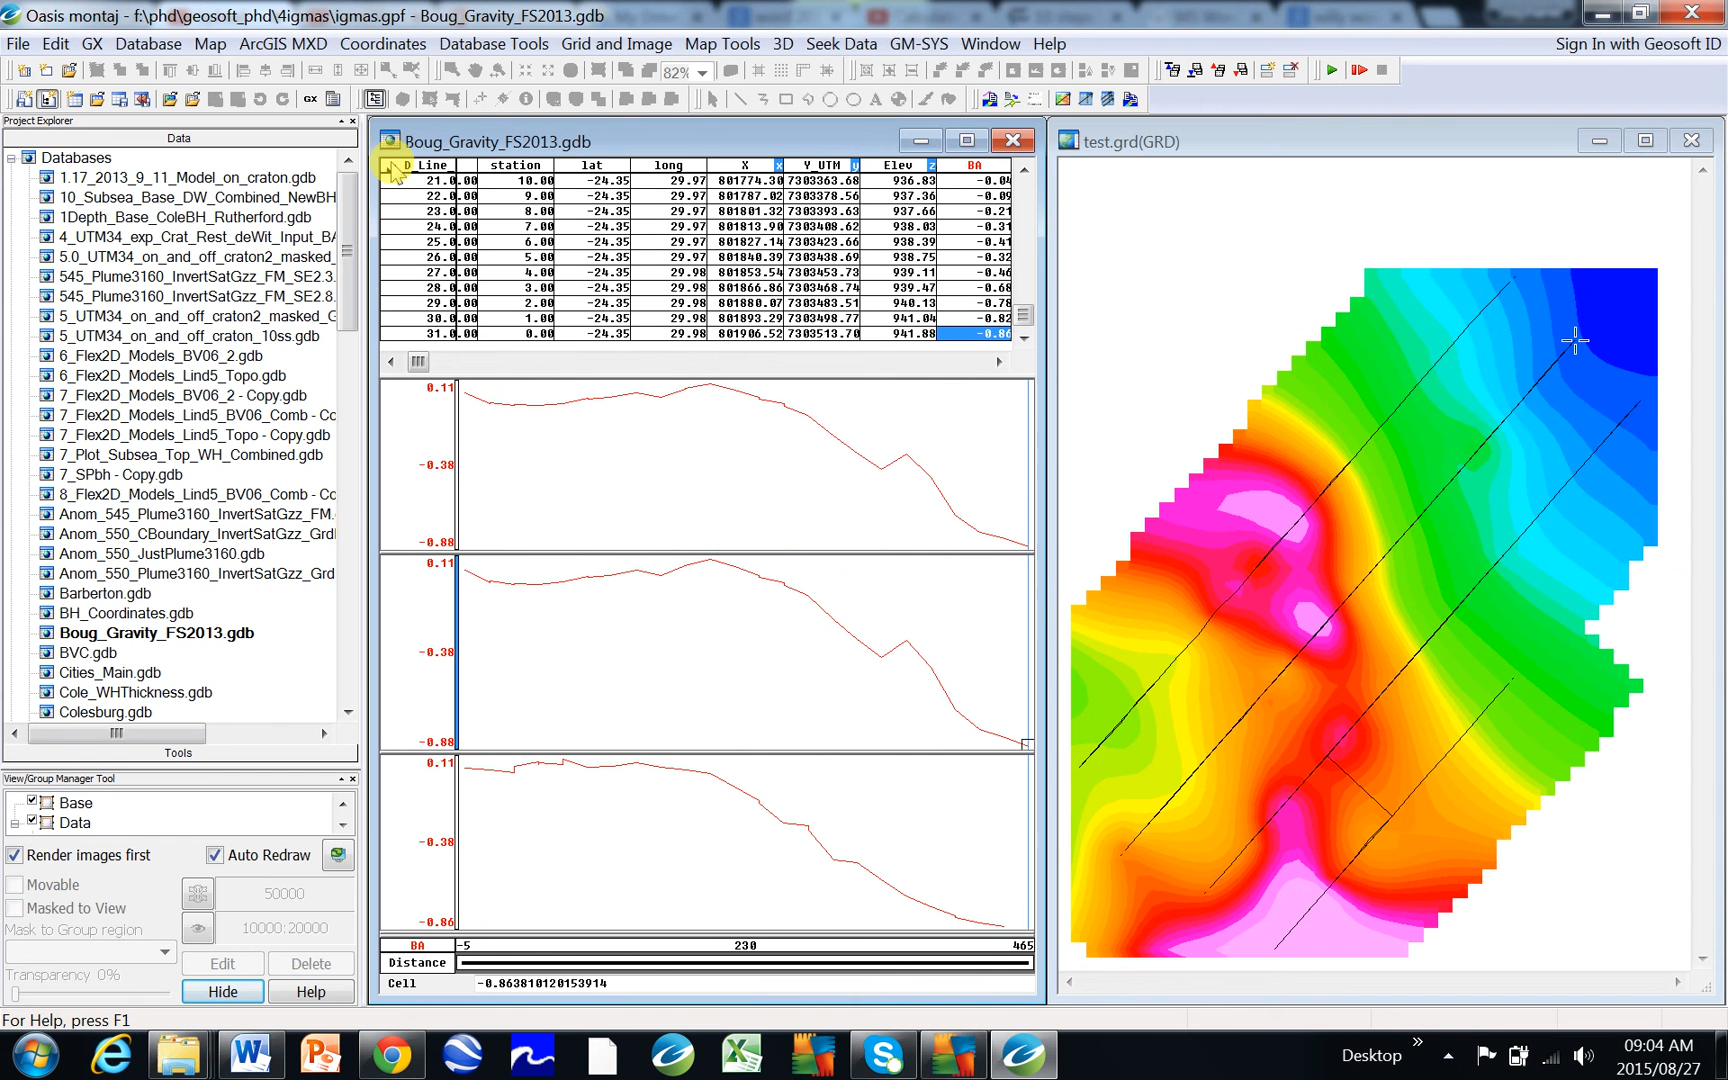 Oasis montaj - f:\phd\geosoft_phd\4igmas\igmas.gpf - Boug_Gravity_FS2013.gdb
File Edit GX Database Map ArcGIS MXD Coordinates Database Tools Grid and Image Map Tools 3D Seek Data GM-SYS Window Help Sign In with Geosoft ID
82%
GX
Project Explorer
Data
Databases
1.17_2013_9_11_Model_on_craton.gdb
10_Subsea_Base_DW_Combined_NewBH
1Depth_Base_ColeBH_Rutherford.gdb
4_UTM34_exp_Crat_Rest_deWit_Input_BA
5.0_UTM34_on_and_off_craton2_masked_
545_Plume3160_InvertSatGzz_FM_SE2.3.
545_Plume3160_InvertSatGzz_FM_SE2.8.
5_UTM34_on_and_off_craton2_masked_G
5_UTM34_on_and_off_craton_10ss.gdb
6_Flex2D_Models_BV06_2.gdb
6_Flex2D_Models_Lind5_Topo.gdb
7_Flex2D_Models_BV06_2 - Copy.gdb
7_Flex2D_Models_Lind5_BV06_Comb - Co
7_Flex2D_Models_Lind5_Topo - Copy.gdb
7_Plot_Subsea_Top_WH_Combined.gdb
7_SPbh - Copy.gdb
8_Flex2D_Models_Lind5_BV06_Comb - Co
Anom_545_Plume3160_InvertSatGzz_FM.
Anom_550_CBoundary_InvertSatGzz_Grd
Anom_550_JustPlume3160.gdb
Anom_550_Plume3160_InvertSatGzz_Grd
Barberton.gdb
BH_Coordinates.gdb
Boug_Gravity_FS2013.gdb
BVC.gdb
Cities_Main.gdb
Cole_WHThickness.gdb
Colesburg.gdb
Tools
View/Group Manager Tool
Base
Data
Render images first Auto Redraw
Movable 50000
Masked to View
Mask to Group region 10000:20000
Edit Delete
Transparency 0%
Hide Help
Boug_Gravity_FS2013.gdb
D_Line_ station lat long X x Y_UTM y Elev z BA
21.0.00 10.00 -24.35 29.97 801774.30 7303363.68 936.83 -0.04
22.0.00 9.00 -24.35 29.97 801787.02 7303378.56 937.36 -0.09
23.0.00 8.00 -24.35 29.97 801801.32 7303393.63 937.66 -0.21
24.0.00 7.00 -24.35 29.97 801813.90 7303408.62 938.03 -0.31
25.0.00 6.00 -24.35 29.97 801827.14 7303423.66 938.39 -0.41
26.0.00 5.00 -24.35 29.97 801840.39 7303438.69 938.75 -0.32
27.0.00 4.00 -24.35 29.98 801853.54 7303453.73 939.11 -0.46
28.0.00 3.00 -24.35 29.98 801866.86 7303468.74 939.47 -0.68
29.0.00 2.00 -24.35 29.98 801880.07 7303483.51 940.13 -0.78
30.0.00 1.00 -24.35 29.98 801893.29 7303498.77 941.04 -0.82
31.0.00 0.00 -24.35 29.98 801906.52 7303513.70 941.88 -0.86
0.11
-0.38
-0.88
0.11
-0.38
-0.88
0.11
-0.38
-0.86
BA -5 230 465
Distance
Cell -0.863810120153914
test.grd(GRD)
For Help, press F1
Desktop
09:04 AM
2015/08/27